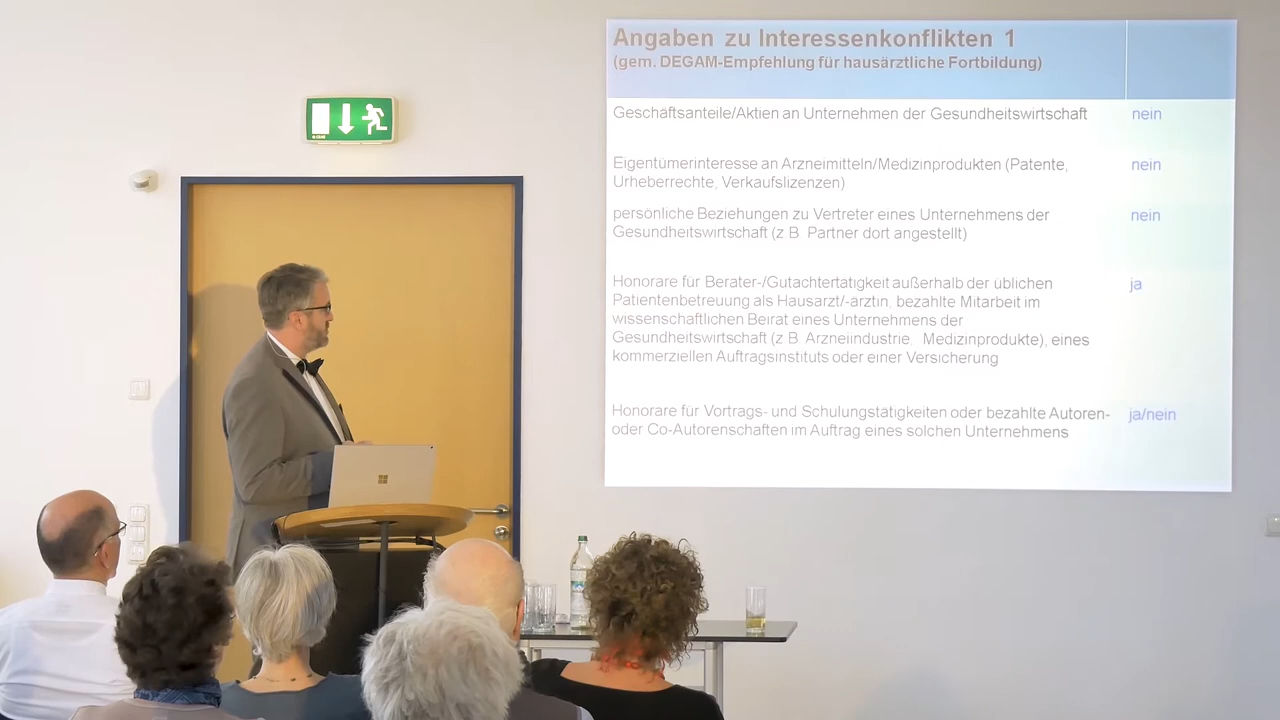 Angaben zu Interessenkonflikten 1
(gem. DEGAM-Empfehlung für hausärztliche Fortbildung)
Geschäftsanteile/Aktien an Unternehmen der Gesundheitswirtschaft nein
Eigentümerinteresse an Arzneimitteln/Medizinprodukten (Patente, nein
Urheberrechte, Verkaufslizenzen)
persönliche Beziehungen zu Vertreter eines Unternehmens der nein
Gesundheitswirtschaft (z B Partner dort angestellt)
Honorare für Berater-/Gutachtertätigkeit außerhalb der üblichen ja
Patientenbetreuung als Hausarzt/-ärztin, bezahlte Mitarbeit im
wissenschaftlichen Beirat eines Unternehmens der
Gesundheitswirtschaft (z B Arzneiindustrie, Medizinprodukte), eines
kommerziellen Auftragsinstituts oder einer Versicherung
Honorare für Vortrags- und Schulungstätigkeiten oder bezahlte Autoren- ja/nein
oder Co-Autorenschaften im Auftrag eines solchen Unternehmens